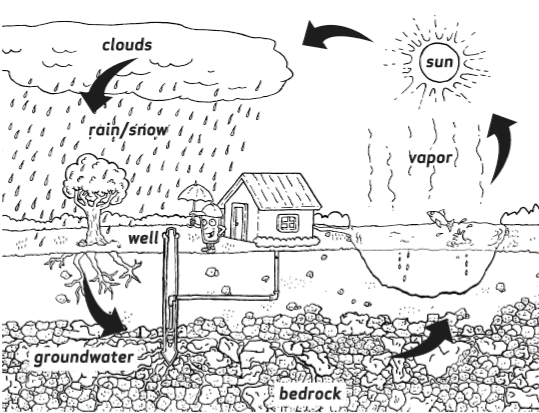 clouds
sun
rain/snow
vapor
well
groundwater
bedrock